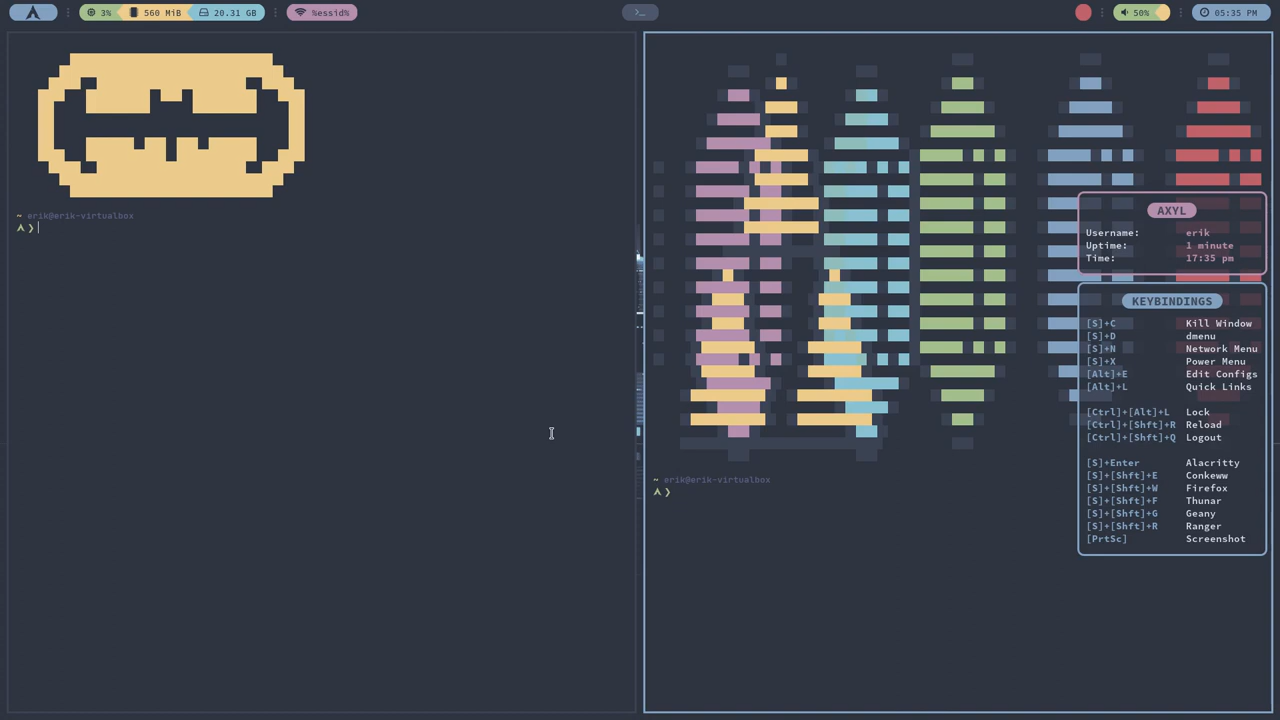 3% 560 MiB 20.31 GB %essid% >_ 50% 05:35 PM
~ erik@erik-virtualbox
❯
~ erik@erik-virtualbox
❯
AXYL
Username: erik
Uptime: 1 minute
Time: 17:35 pm
KEYBINDINGS
[S]+C Kill Window
[S]+D dmenu
[S]+N Network Menu
[S]+X Power Menu
[Alt]+E Edit Configs
[Alt]+L Quick Links
[Ctrl]+[Alt]+L Lock
[Ctrl]+[Shft]+R Reload
[Ctrl]+[Shft]+Q Logout
[S]+Enter Alacritty
[S]+[Shft]+E Conkeww
[S]+[Shft]+W Firefox
[S]+[Shft]+F Thunar
[S]+[Shft]+G Geany
[S]+[Shft]+R Ranger
[PrtSc] Screenshot